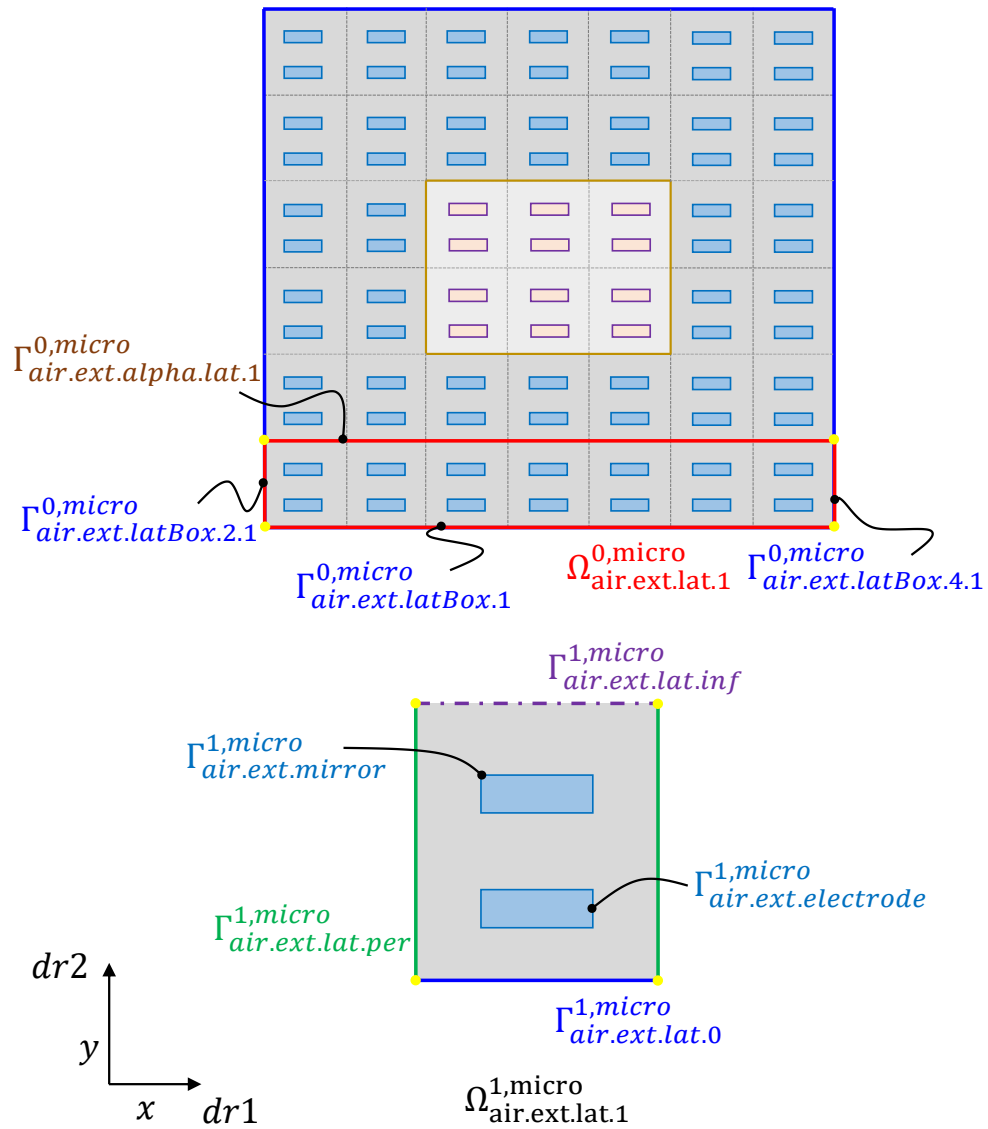 Γ^{0,micro}_{air.ext.alpha.lat.1}
Γ^{0,micro}_{air.ext.latBox.2.1}
Γ^{0,micro}_{air.ext.latBox.1}
Ω^{0,micro}_{air.ext.lat.1}
Γ^{0,micro}_{air.ext.latBox.4.1}
Γ^{1,micro}_{air.ext.lat.inf}
Γ^{1,micro}_{air.ext.mirror}
Γ^{1,micro}_{air.ext.electrode}
Γ^{1,micro}_{air.ext.lat.per}
Γ^{1,micro}_{air.ext.lat.0}
dr2
y
x
dr1
Ω^{1,micro}_{air.ext.lat.1}